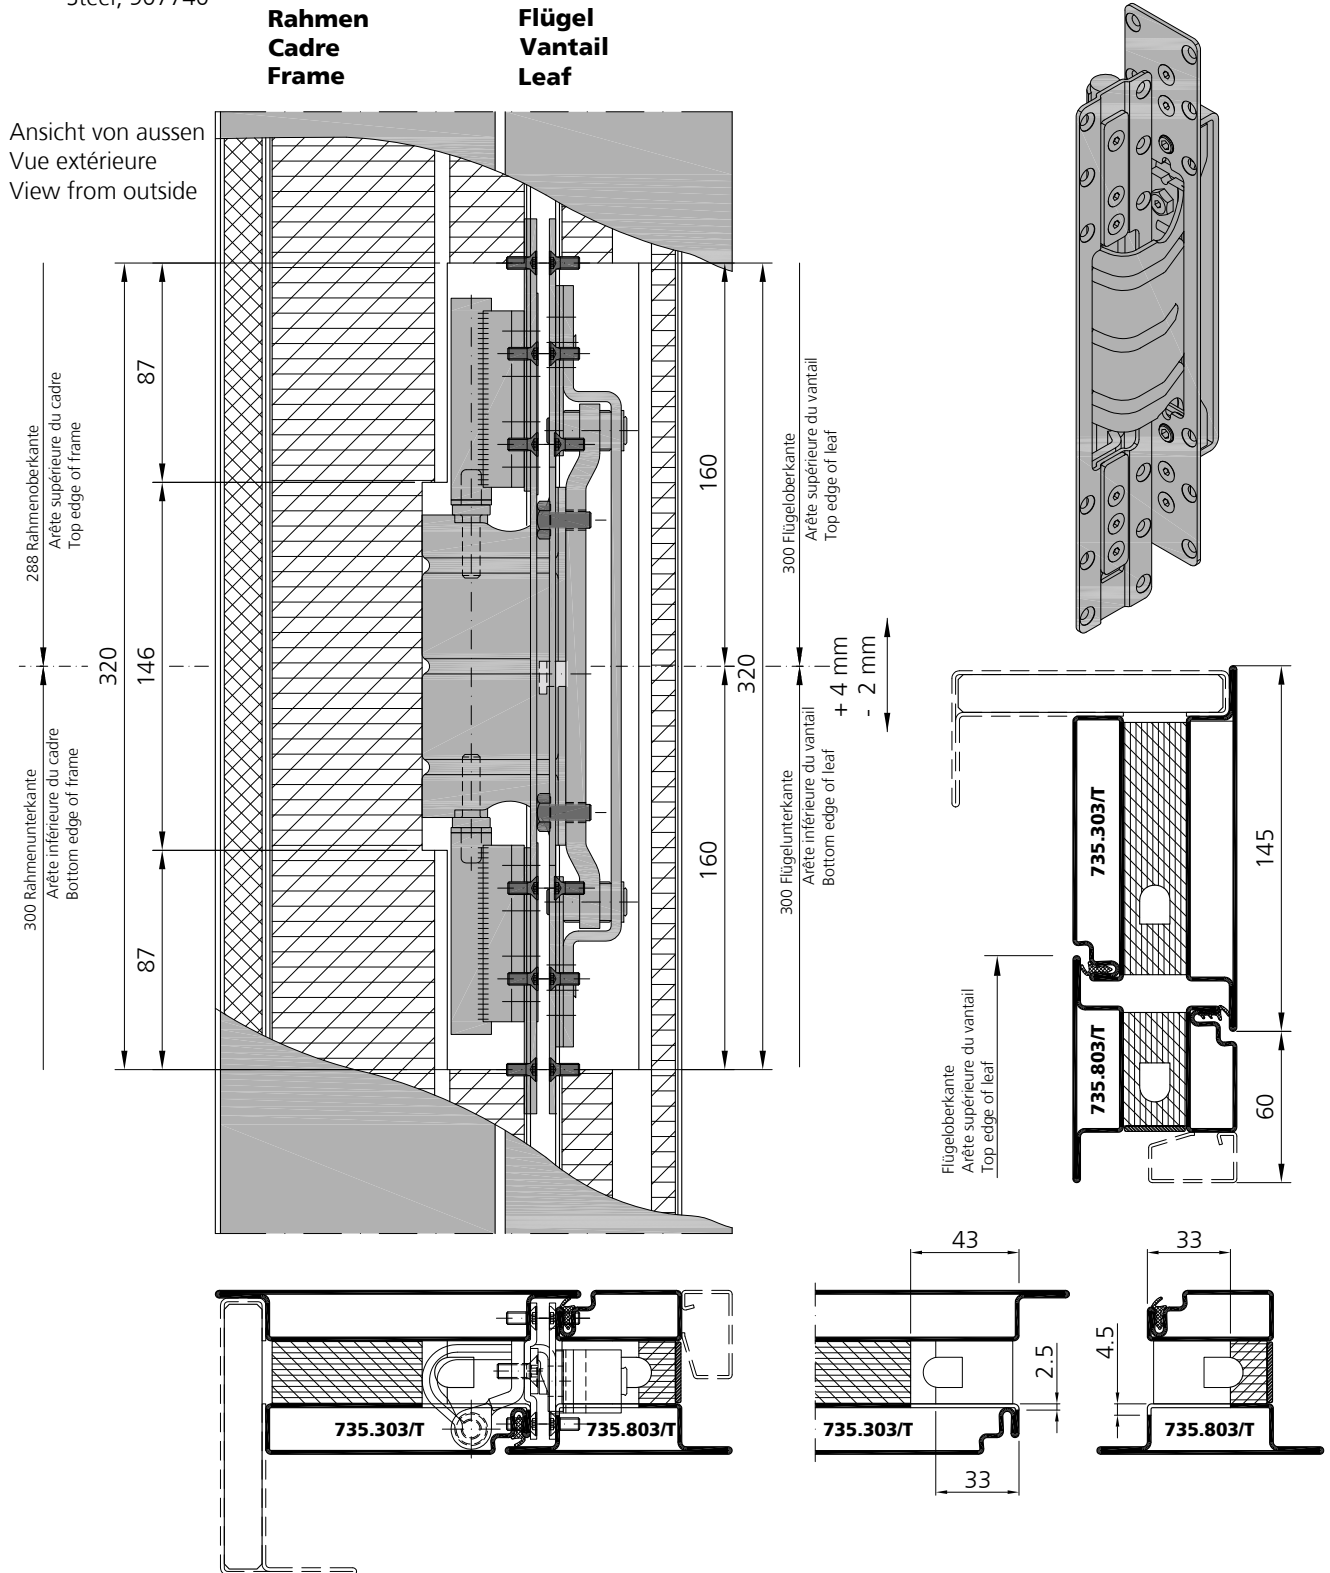 Steel, 907740
Rahmen
Cadre
Frame
Flügel
Vantail
Leaf
Ansicht von aussen
Vue extérieure
View from outside
288 Rahmenoberkante
Arête supérieure du cadre
Top edge of frame
300 Rahmenunterkante
Arête inférieure du cadre
Bottom edge of frame
320
87
146
87
160
160
320
300 Flügeloberkante
Arête supérieure du vantail
Top edge of leaf
300 Flügelunterkante
Arête inférieure du vantail
Bottom edge of leaf
+ 4 mm
- 2 mm
735.303/T
735.803/T
145
60
Flügeloberkante
Arête supérieure du vantail
Top edge of leaf
735.303/T
735.803/T
43
2.5
735.303/T
33
33
4.5
735.803/T